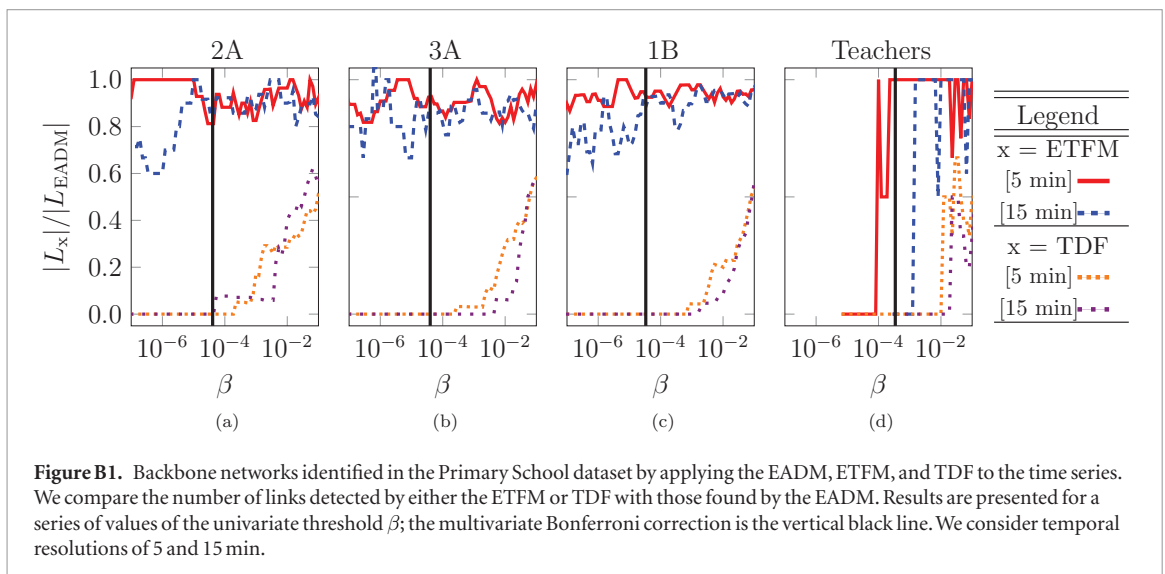 2A 3A 1B Teachers
1.0
0.8
0.6
0.4
0.2
0.0
|L_x|/|L_EADM|
10^−6 10^−4 10^−2 10^−6 10^−4 10^−2 10^−6 10^−4 10^−2 10^−6 10^−4 10^−2
β β β β
(a) (b) (c) (d)
Legend
x = ETFM
[5 min]
[15 min]
x = TDF
[5 min]
[15 min]
Figure B1. Backbone networks identified in the Primary School dataset by applying the EADM, ETFM, and TDF to the time series.
We compare the number of links detected by either the ETFM or TDF with those found by the EADM. Results are presented for a
series of values of the univariate threshold β; the multivariate Bonferroni correction is the vertical black line. We consider temporal
resolutions of 5 and 15 min.